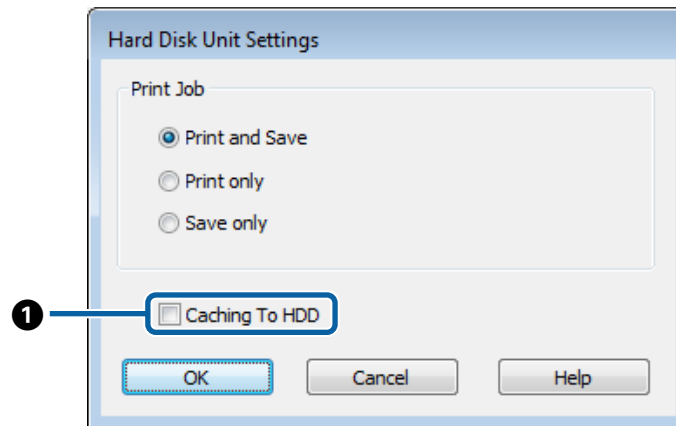 Hard Disk Unit Settings
Print Job
Print and Save
Print only
Save only
1
Caching To HDD
OK Cancel Help